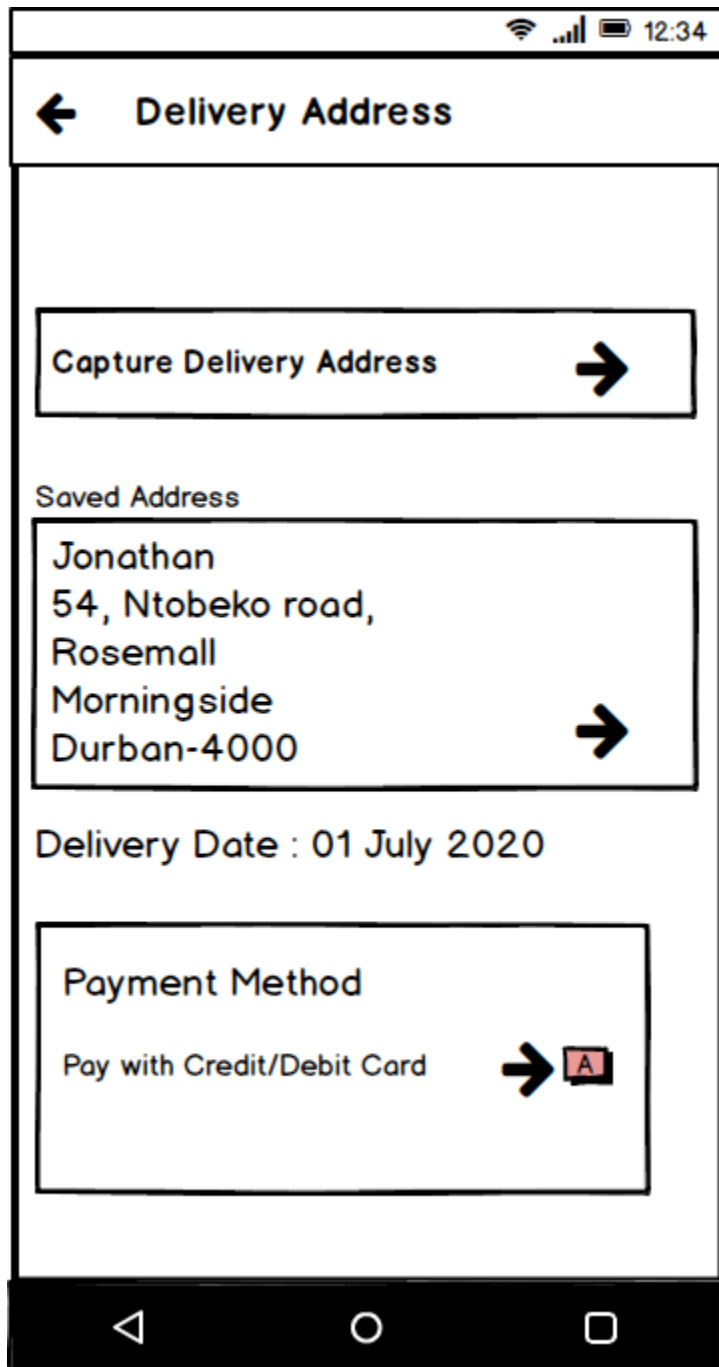 12:34
Delivery Address
Capture Delivery Address
Saved Address
Jonathan
54, Ntobeko road,
Rosemall
Morningside
Durban-4000
Delivery Date : 01 July 2020
Payment Method
Pay with Credit/Debit Card A